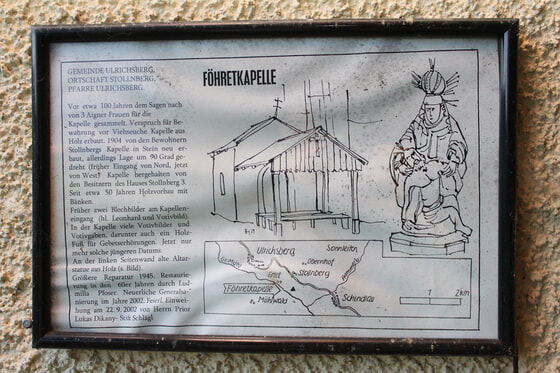 GEMEINDE ULRICHSBERG,
ORTSCHAFT STOLLNBERG,
PFARRE ULRICHSBERG
FÖHRETKAPELLE
Vor etwa 100 Jahren dem Sagen nach
von 3 Aigner Frauen für die
Kapelle gesammelt. Verspruch für Be-
wahrung vor Viehseuche. Kapelle aus
Holz erbaut. 1904 von den Bewohnern
Stollnbergs Kapelle in Stein neu er-
baut, allerdings Lage um 90 Grad ge-
dreht (früher Eingang von Nord, jetzt
von West). Kapelle hergehalten von
den Besitzern des Hauses Stollnberg 3.
Seit etwa 50 Jahren Holzvorbau mit
Bänken.
Früher zwei Blechbilder am Kapellen-
eingang (hl. Leonhard und Votivbild).
In der Kapelle viele Votivbilder und
Votivgaben, darunter auch ein Holz-
Fuß für Gebetserhörungen. Jetzt nur
mehr solche jüngeren Datums.
An der linken Seitenwand alte Altar-
statue aus Holz (s. Bild).
Größere Reparatur 1945. Restaurie-
rung in den 60er Jahren durch Lud-
milla Ploser. Neuerliche Generalsa-
nierung im Jahre 2002. Feierl. Einwei-
hung am 22.9.2002 von Herrn Prior
Lukas Dikany- Stift Schlägl
Ulrichsberg
Sonnleiten
Obernhof
Stollnberg
Föhretkapelle
Mühlwald
Schindlau
1 2km